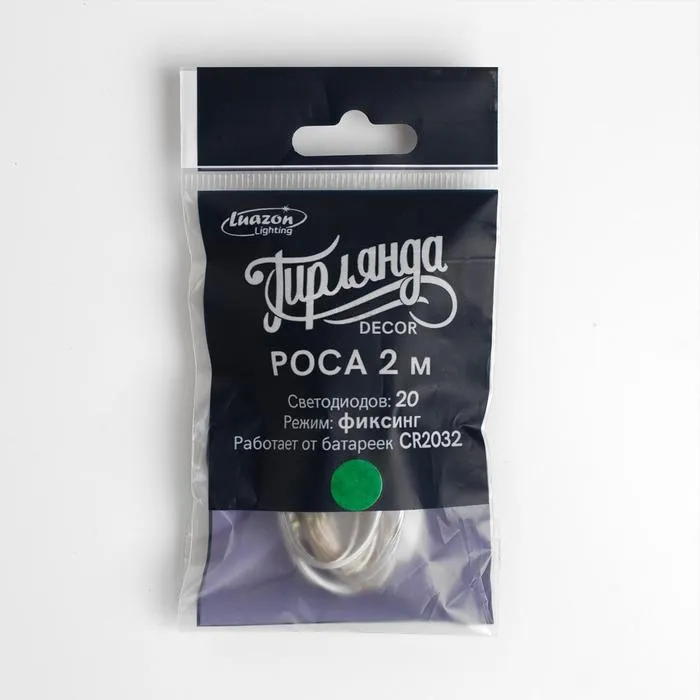 Luazon
Lighting
Гирлянда
DECOR
РОСА 2 м
Светодиодов: 20
Режим: фиксинг
Работает от батареек CR2032